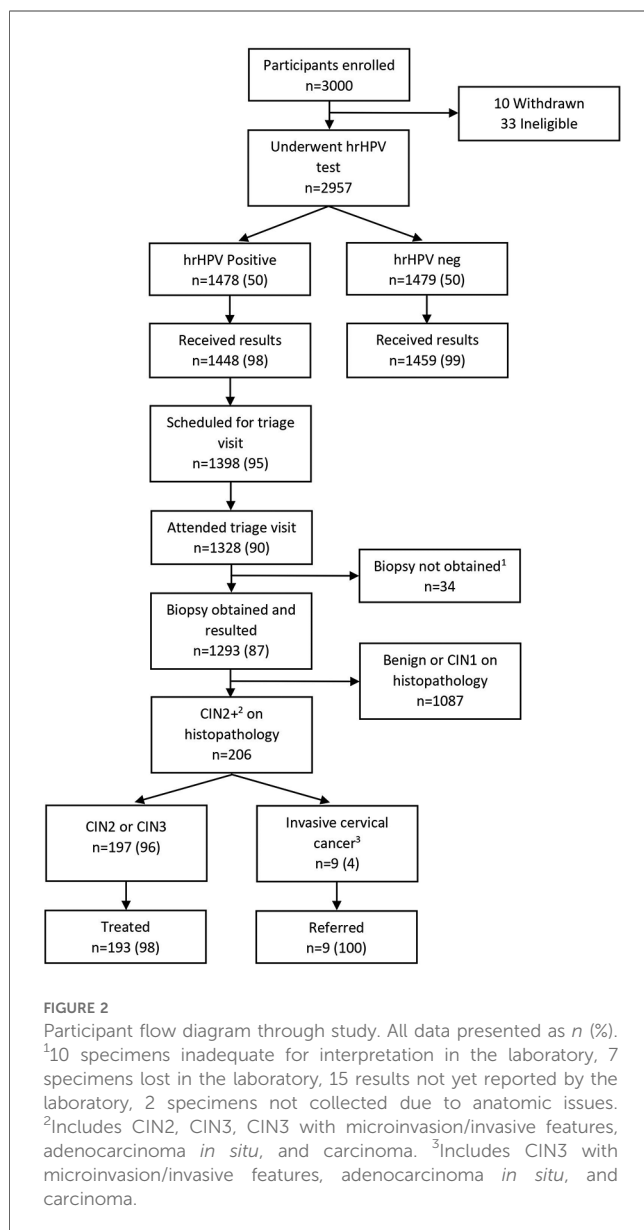 Participants enrolled
n=3000
10 Withdrawn
33 Ineligible
Underwent hrHPV
test
n=2957
hrHPV Positive
n=1478 (50)
hrHPV neg
n=1479 (50)
Received results
n=1448 (98)
Received results
n=1459 (99)
Scheduled for triage
visit
n=1398 (95)
Attended triage visit
n=1328 (90)
Biopsy not obtained¹
n=34
Biopsy obtained and
resulted
n=1293 (87)
Benign or CIN1 on
histopathology
n=1087
CIN2+² on
histopathology
n=206
CIN2 or CIN3
n=197 (96)
Invasive cervical
cancer³
n=9 (4)
Treated
n=193 (98)
Referred
n=9 (100)
FIGURE 2
Participant flow diagram through study. All data presented as n (%).
¹10 specimens inadequate for interpretation in the laboratory, 7
specimens lost in the laboratory, 15 results not yet reported by the
laboratory, 2 specimens not collected due to anatomic issues.
²Includes CIN2, CIN3, CIN3 with microinvasion/invasive features,
adenocarcinoma in situ, and carcinoma. ³Includes CIN3 with
microinvasion/invasive features, adenocarcinoma in situ, and
carcinoma.